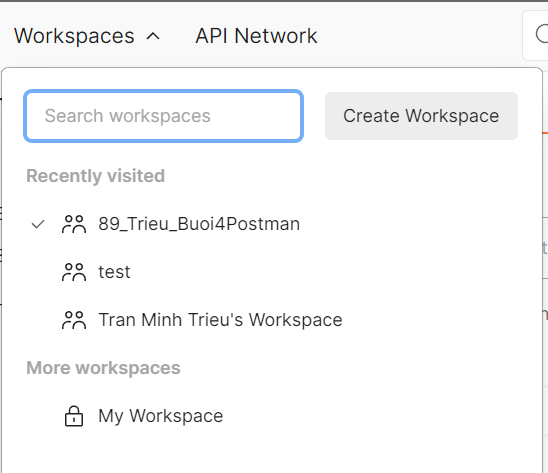 Workspaces API Network
Search workspaces Create Workspace
Recently visited
89_Trieu_Buoi4Postman
test
Tran Minh Trieu's Workspace
More workspaces
My Workspace